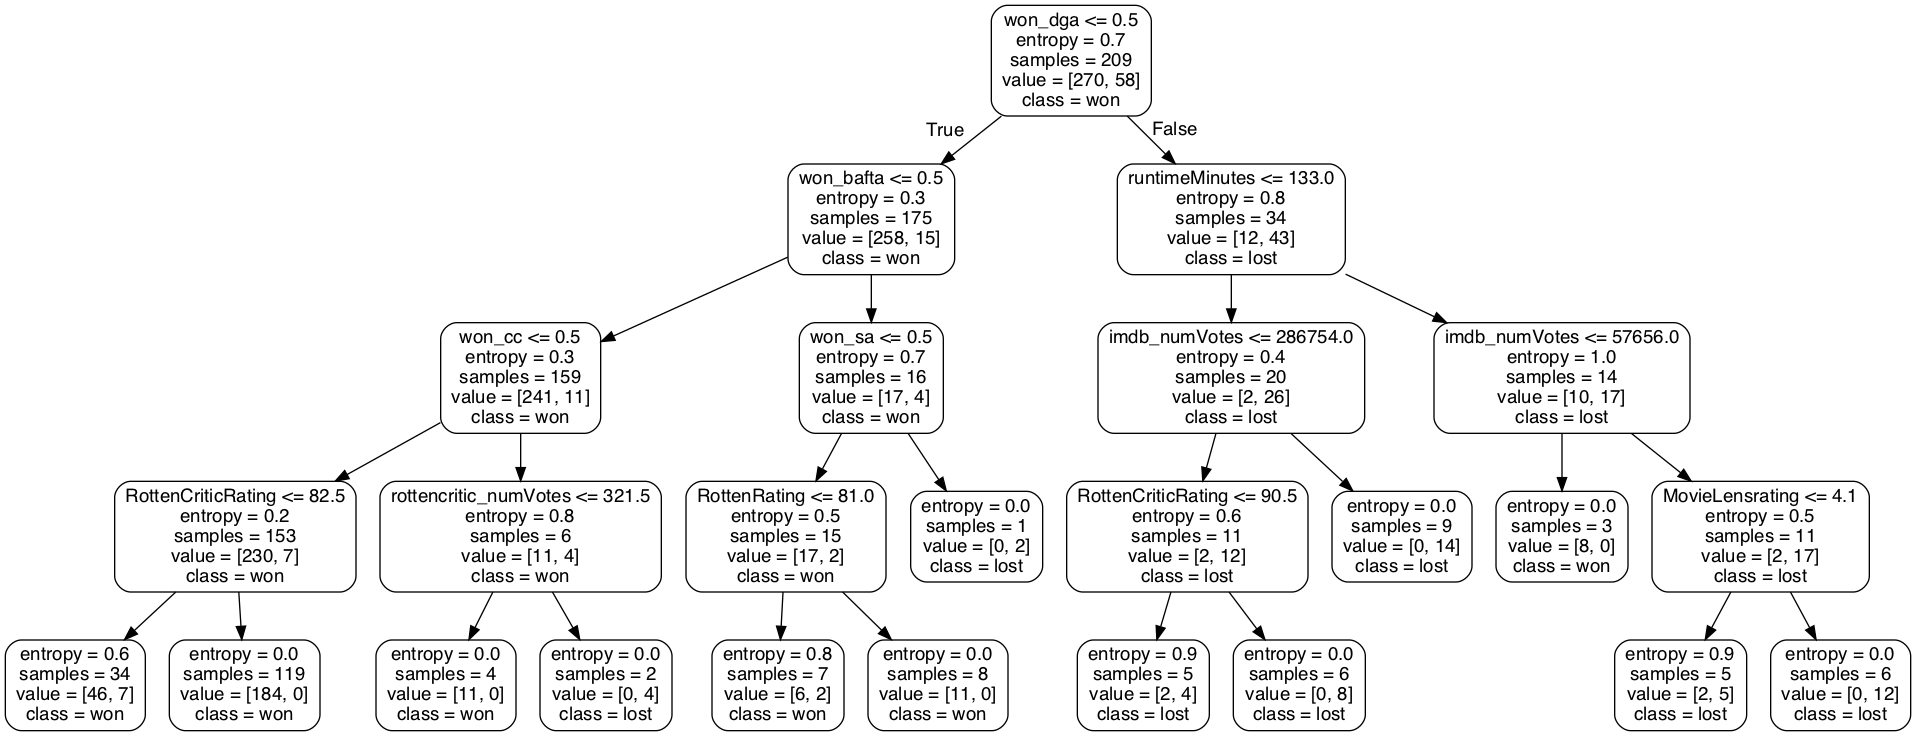 won_dga <= 0.5
entropy = 0.7
samples = 209
value = [270, 58]
class = won
True
False
won_bafta <= 0.5
entropy = 0.3
samples = 175
value = [258, 15]
class = won
runtimeMinutes <= 133.0
entropy = 0.8
samples = 34
value = [12, 43]
class = lost
won_cc <= 0.5
entropy = 0.3
samples = 159
value = [241, 11]
class = won
won_sa <= 0.5
entropy = 0.7
samples = 16
value = [17, 4]
class = won
imdb_numVotes <= 286754.0
entropy = 0.4
samples = 20
value = [2, 26]
class = lost
imdb_numVotes <= 57656.0
entropy = 1.0
samples = 14
value = [10, 17]
class = lost
RottenCriticRating <= 82.5
entropy = 0.2
samples = 153
value = [230, 7]
class = won
rottencritic_numVotes <= 321.5
entropy = 0.8
samples = 6
value = [11, 4]
class = won
RottenRating <= 81.0
entropy = 0.5
samples = 15
value = [17, 2]
class = won
entropy = 0.0
samples = 1
value = [0, 2]
class = lost
RottenCriticRating <= 90.5
entropy = 0.6
samples = 11
value = [2, 12]
class = lost
entropy = 0.0
samples = 9
value = [0, 14]
class = lost
entropy = 0.0
samples = 3
value = [8, 0]
class = won
MovieLensrating <= 4.1
entropy = 0.5
samples = 11
value = [2, 17]
class = lost
entropy = 0.6
samples = 34
value = [46, 7]
class = won
entropy = 0.0
samples = 119
value = [184, 0]
class = won
entropy = 0.0
samples = 4
value = [11, 0]
class = won
entropy = 0.0
samples = 2
value = [0, 4]
class = lost
entropy = 0.8
samples = 7
value = [6, 2]
class = won
entropy = 0.0
samples = 8
value = [11, 0]
class = won
entropy = 0.9
samples = 5
value = [2, 4]
class = lost
entropy = 0.0
samples = 6
value = [0, 8]
class = lost
entropy = 0.9
samples = 5
value = [2, 5]
class = lost
entropy = 0.0
samples = 6
value = [0, 12]
class = lost